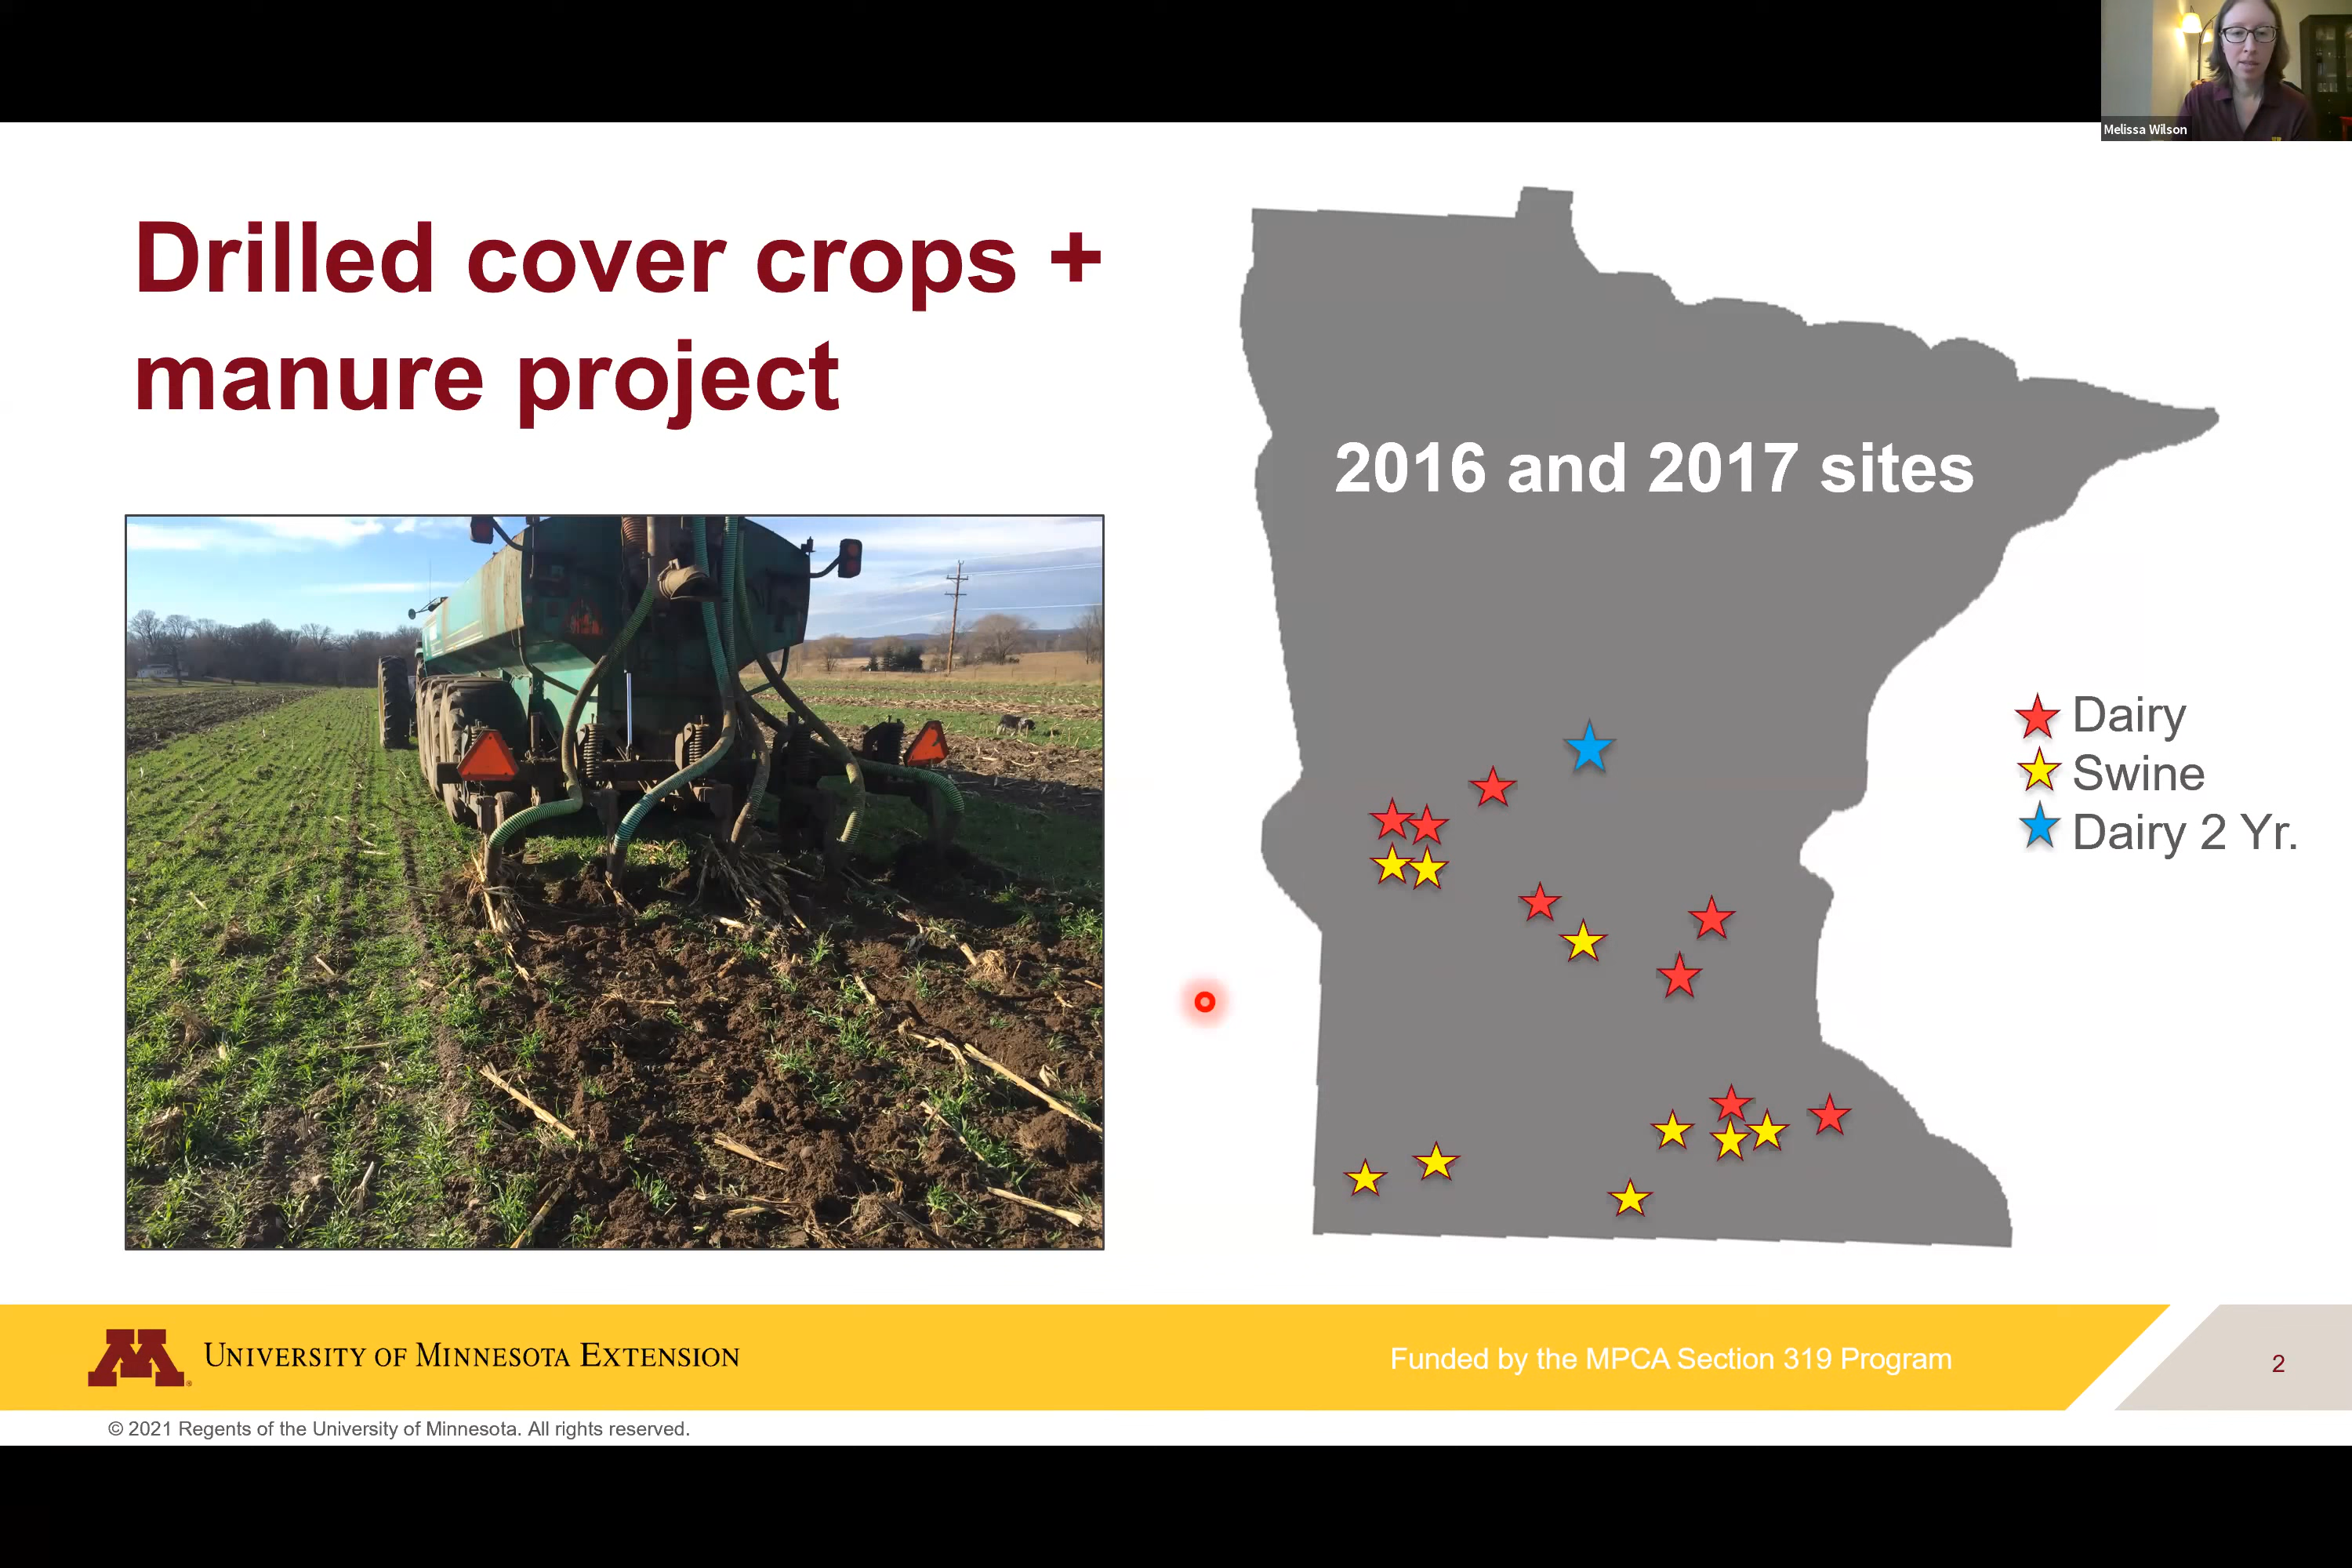 Melissa Wilson
Drilled cover crops +
manure project
2016 and 2017 sites
Dairy
Swine
Dairy 2 Yr.
M
UNIVERSITY OF MINNESOTA EXTENSION
Funded by the MPCA Section 319 Program
2
© 2021 Regents of the University of Minnesota. All rights reserved.